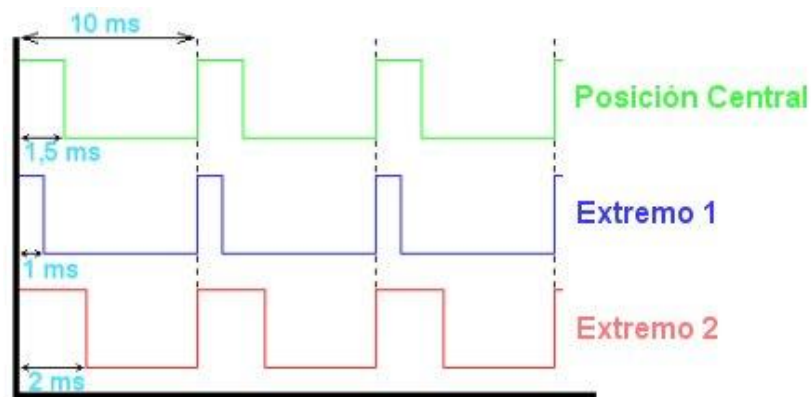 10 ms
Posición Central
1,5 ms
Extremo 1
1 ms
Extremo 2
2 ms